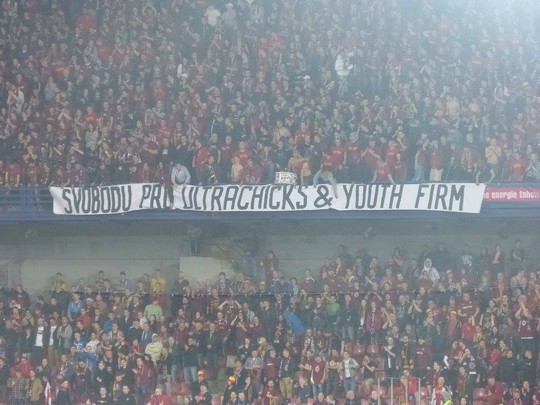 SVOBODU PRO ULTRACHICKS & YOUTH FIRM